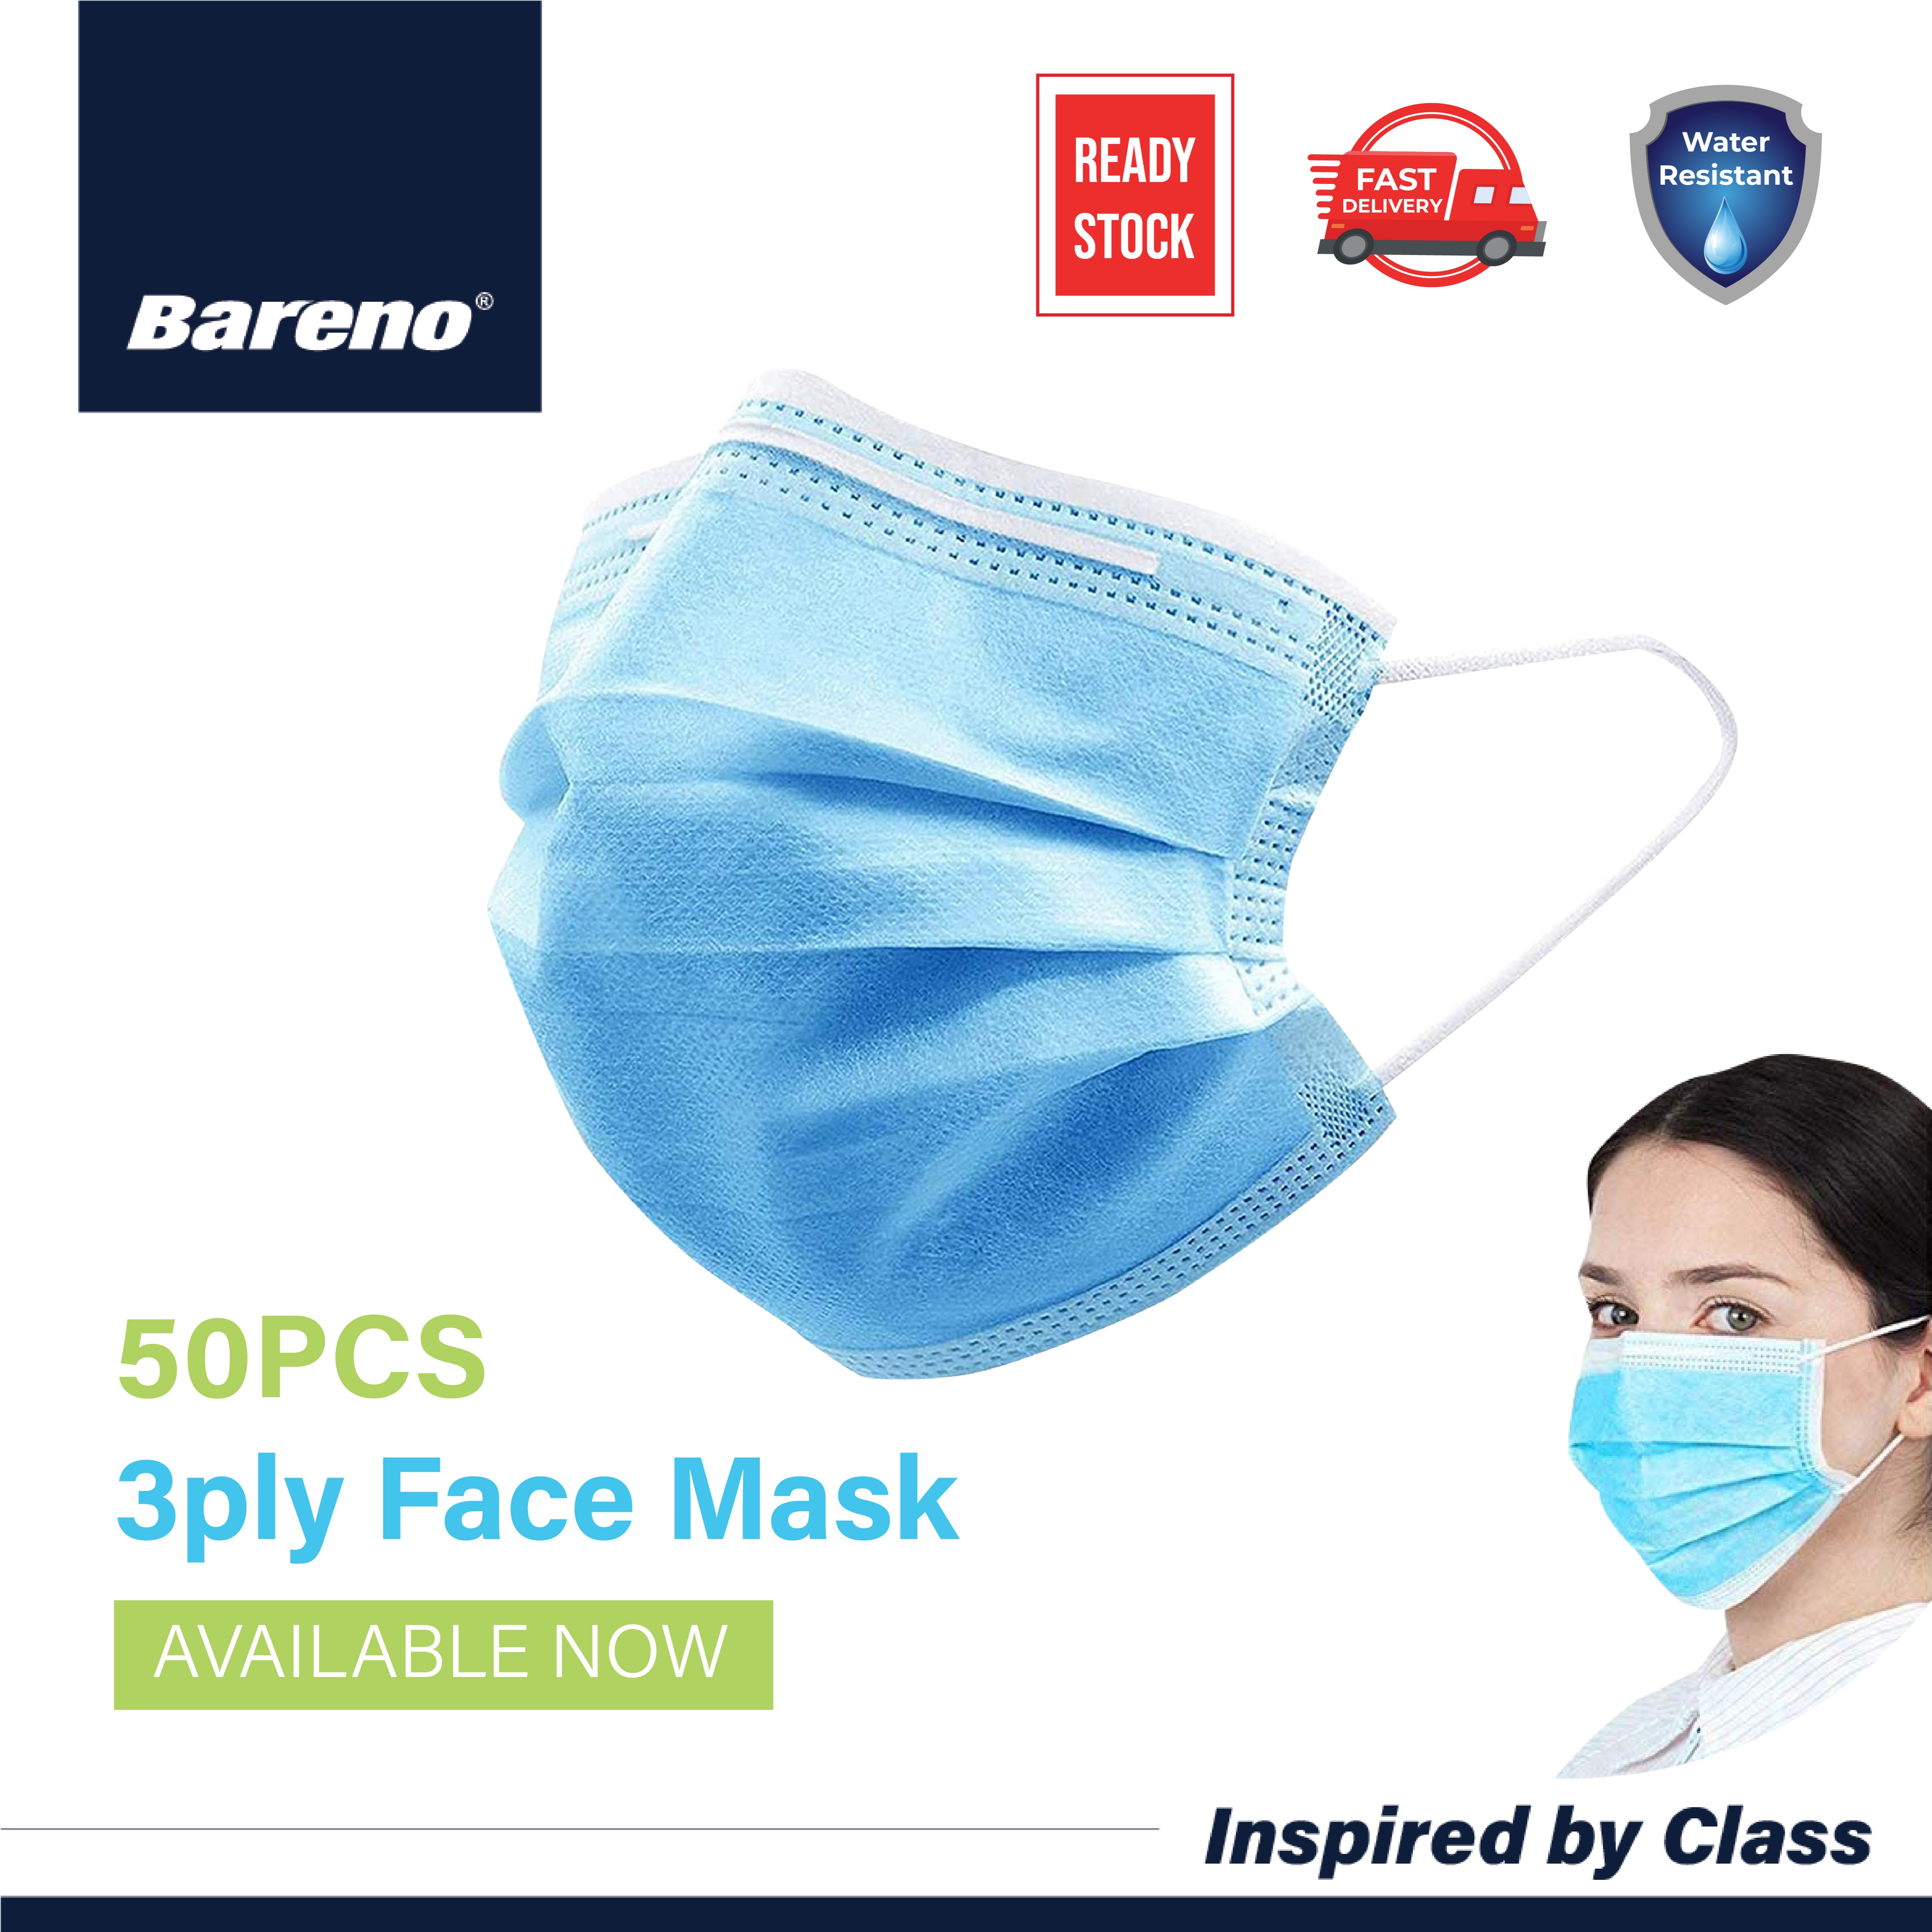 Bareno®
READY
STOCK
FAST
DELIVERY
Water
Resistant
50PCS
3ply Face Mask
AVAILABLE NOW
Inspired by Class